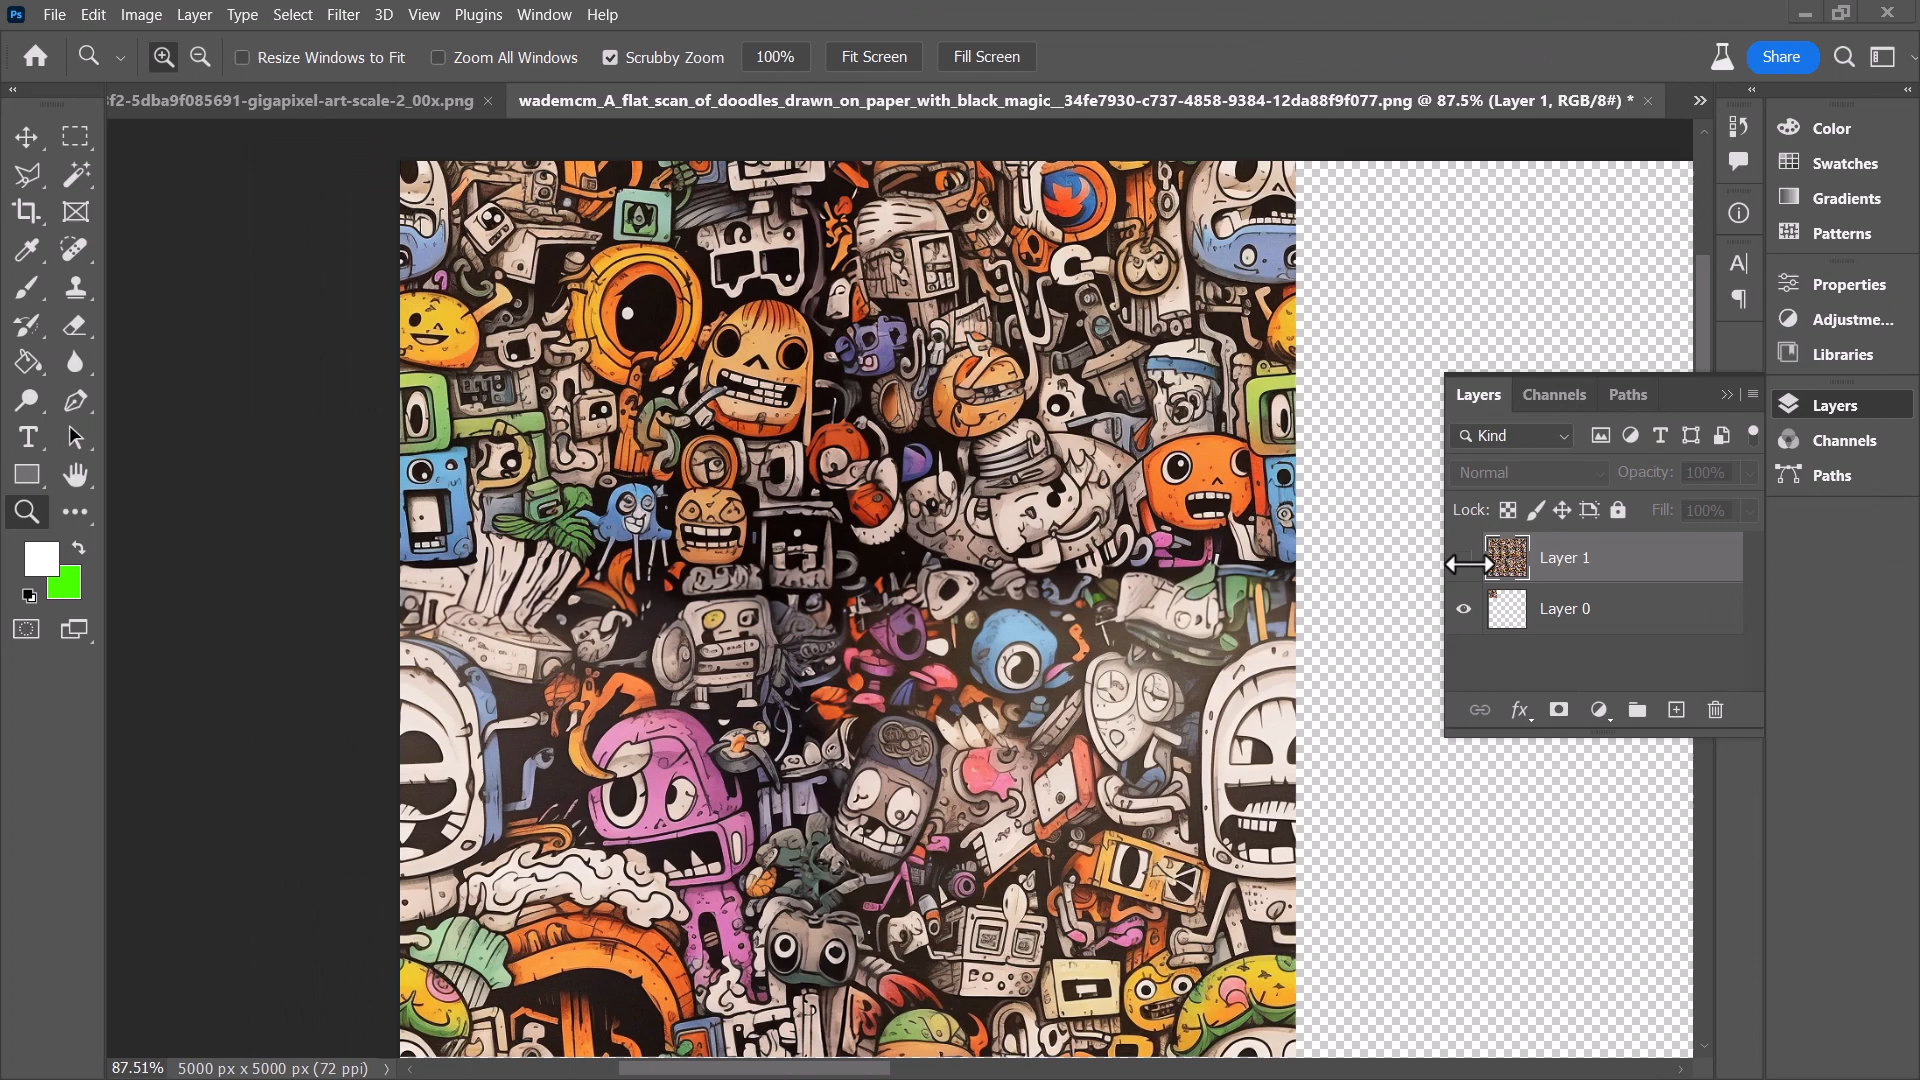 Ps File Edit Image Layer Type Select Filter 3D View Plugins Window Help
Resize Windows to Fit Zoom All Windows Scrubby Zoom 100% Fit Screen Fill Screen Share
f2-5dba9f085691-gigapixel-art-scale-2_00x.png × wademcm_A_flat_scan_of_doodles_drawn_on_paper_with_black_magic__34fe7930-c737-4858-9384-12da88f9f077.png @ 87.5% (Layer 1, RGB/8#) * ×
Color
Swatches
Gradients
Patterns
Properties
Adjustme...
Libraries
Layers Channels Paths
Layers
Kind
Channels
Normal Opacity: 100%
Paths
Lock: Fill: 100%
Layer 1
Layer 0
fx
87.51% 5000 px x 5000 px (72 ppi)